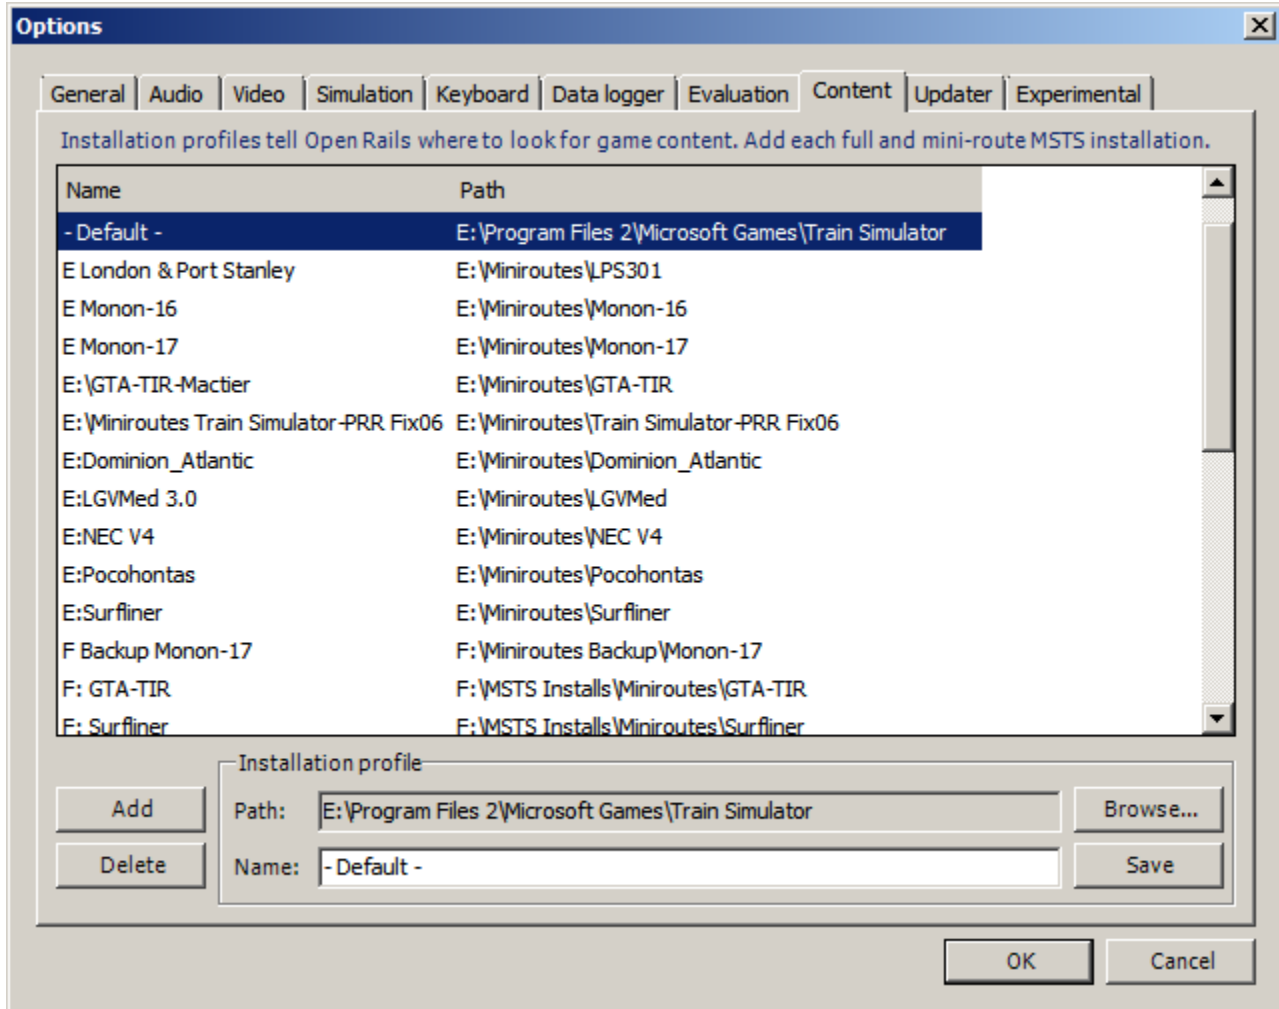 Options
General Audio Video Simulation Keyboard Data logger Evaluation Content Updater Experimental
Installation profiles tell Open Rails where to look for game content. Add each full and mini-route MSTS installation.
Name Path
- Default - E:\Program Files 2\Microsoft Games\Train Simulator
E London & Port Stanley E:\Miniroutes\LPS301
E Monon-16 E:\Miniroutes\Monon-16
E Monon-17 E:\Miniroutes\Monon-17
E:\GTA-TIR-Mactier E:\Miniroutes\GTA-TIR
E:\Miniroutes Train Simulator-PRR Fix06 E:\Miniroutes\Train Simulator-PRR Fix06
E:Dominion_Atlantic E:\Miniroutes\Dominion_Atlantic
E:LGVMed 3.0 E:\Miniroutes\LGVMed
E:NEC V4 E:\Miniroutes\NEC V4
E:Pocohontas E:\Miniroutes\Pocohontas
E:Surfliner E:\Miniroutes\Surfliner
F Backup Monon-17 F:\Miniroutes Backup\Monon-17
F: GTA-TIR F:\MSTS Installs\Miniroutes\GTA-TIR
F: Surfliner F:\MSTS Installs\Miniroutes\Surfliner
Installation profile
Add Path: E:\Program Files 2\Microsoft Games\Train Simulator Browse...
Delete Name: - Default - Save
OK Cancel